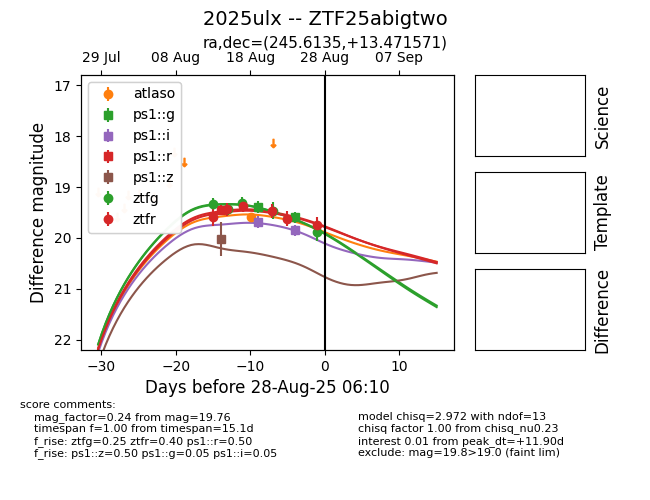 2025ulx -- ZTF25abigtwo
ra,dec=(245.6135,+13.471571)
29 Jul 08 Aug 18 Aug 28 Aug 07 Sep
17
18
19
20
21
22
Difference magnitude
atlaso
ps1::g
ps1::i
ps1::r
ps1::z
ztfg
ztfr
−30 −20 −10 0 10
Days before 28-Aug-25 06:10
Science
Template
Difference
score comments:
mag_factor=0.24 from mag=19.76
timespan f=1.00 from timespan=15.1d
f_rise: ztfg=0.25 ztfr=0.40 ps1::r=0.50
f_rise: ps1::z=0.50 ps1::g=0.05 ps1::i=0.05
model chisq=2.972 with ndof=13
chisq factor 1.00 from chisq_nu0.23
interest 0.01 from peak_dt=+11.90d
exclude: mag=19.8>19.0 (faint lim)